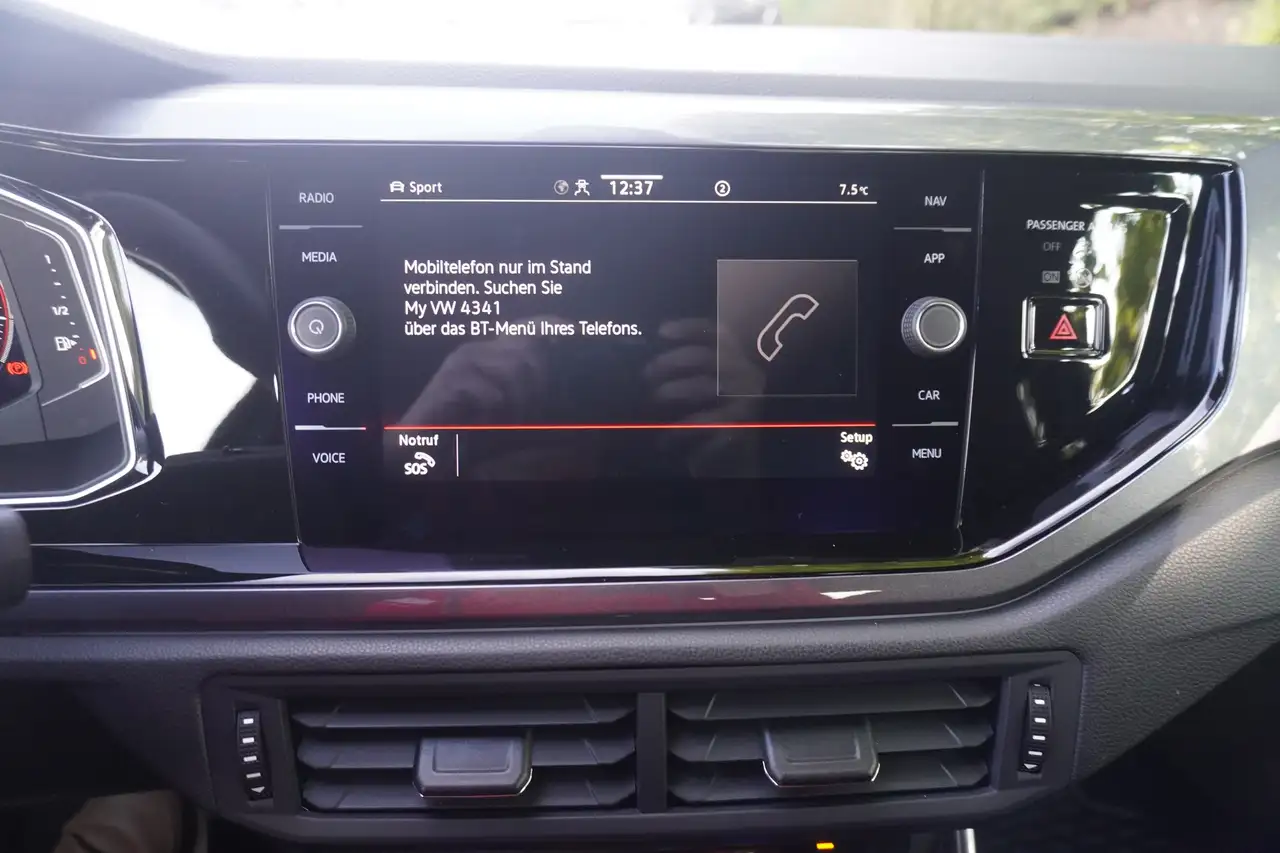 1
1/2
0
RADIO
MEDIA
PHONE
VOICE
Sport
12:37
2
7.5°C
Mobiltelefon nur im Stand
verbinden. Suchen Sie
My VW 4341
über das BT-Menü Ihres Telefons.
Notruf
SOS
Setup
NAV
APP
CAR
MENU
PASSENGER
OFF
ON